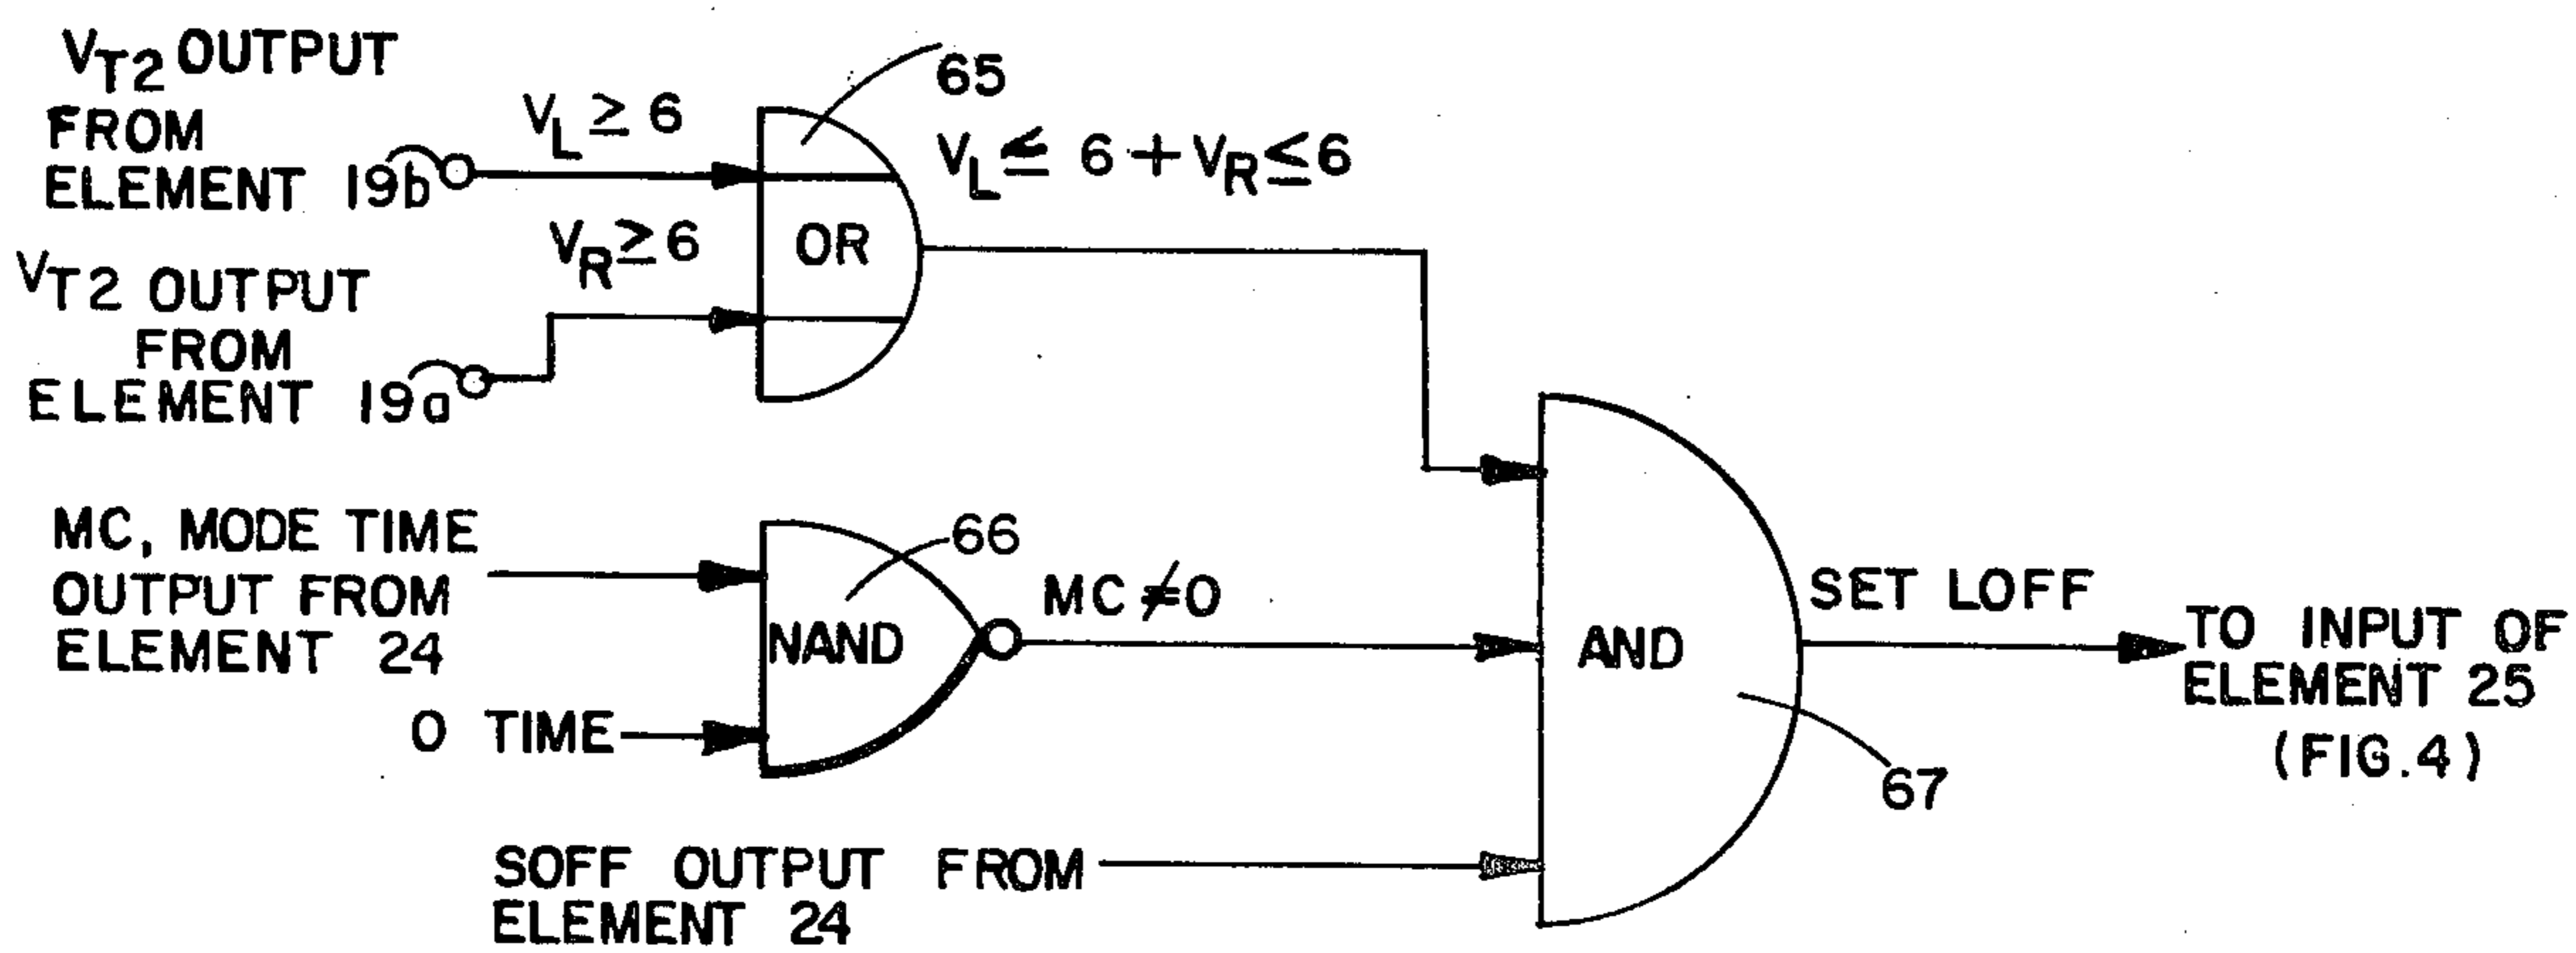 VT2 OUTPUT
FROM
ELEMENT 19b
VL ≥ 6
65
VL ≤ 6 + VR ≤ 6
VR ≥ 6
OR
VT2 OUTPUT
FROM
ELEMENT 19a
MC, MODE TIME
OUTPUT FROM
ELEMENT 24
66
NAND
MC ≠ 0
O TIME
AND
SET LOFF
TO INPUT OF
ELEMENT 25
(FIG.4)
67
SOFF OUTPUT FROM
ELEMENT 24